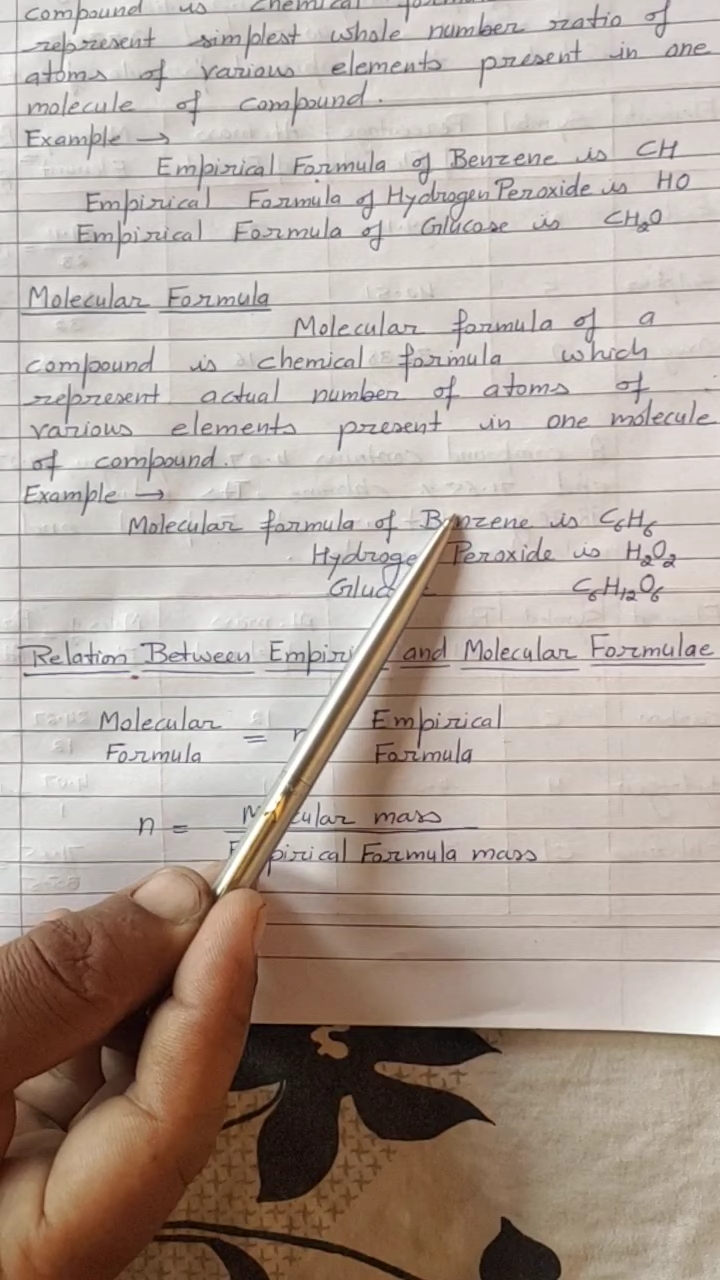 compound is chemical
represent simplest whole number ratio of
atoms of various elements present in one
molecule of compound.
Example →
Empirical Formula of Benzene is CH
Empirical Formula of Hydrogen Peroxide is HO
Empirical Formula of Glucose is CH₂O
Molecular Formula
Molecular formula of a
compound is chemical formula which
represent actual number of atoms of
various elements present in one molecule
of compound.
Example →
Molecular formula of Benzene is C₆H₆
Peroxide is H₂O₂
C₆H₁₂O₆
Relation Between and Molecular Formulae
Molecular Formula = Empirical Formula
n = mass
Formula mass